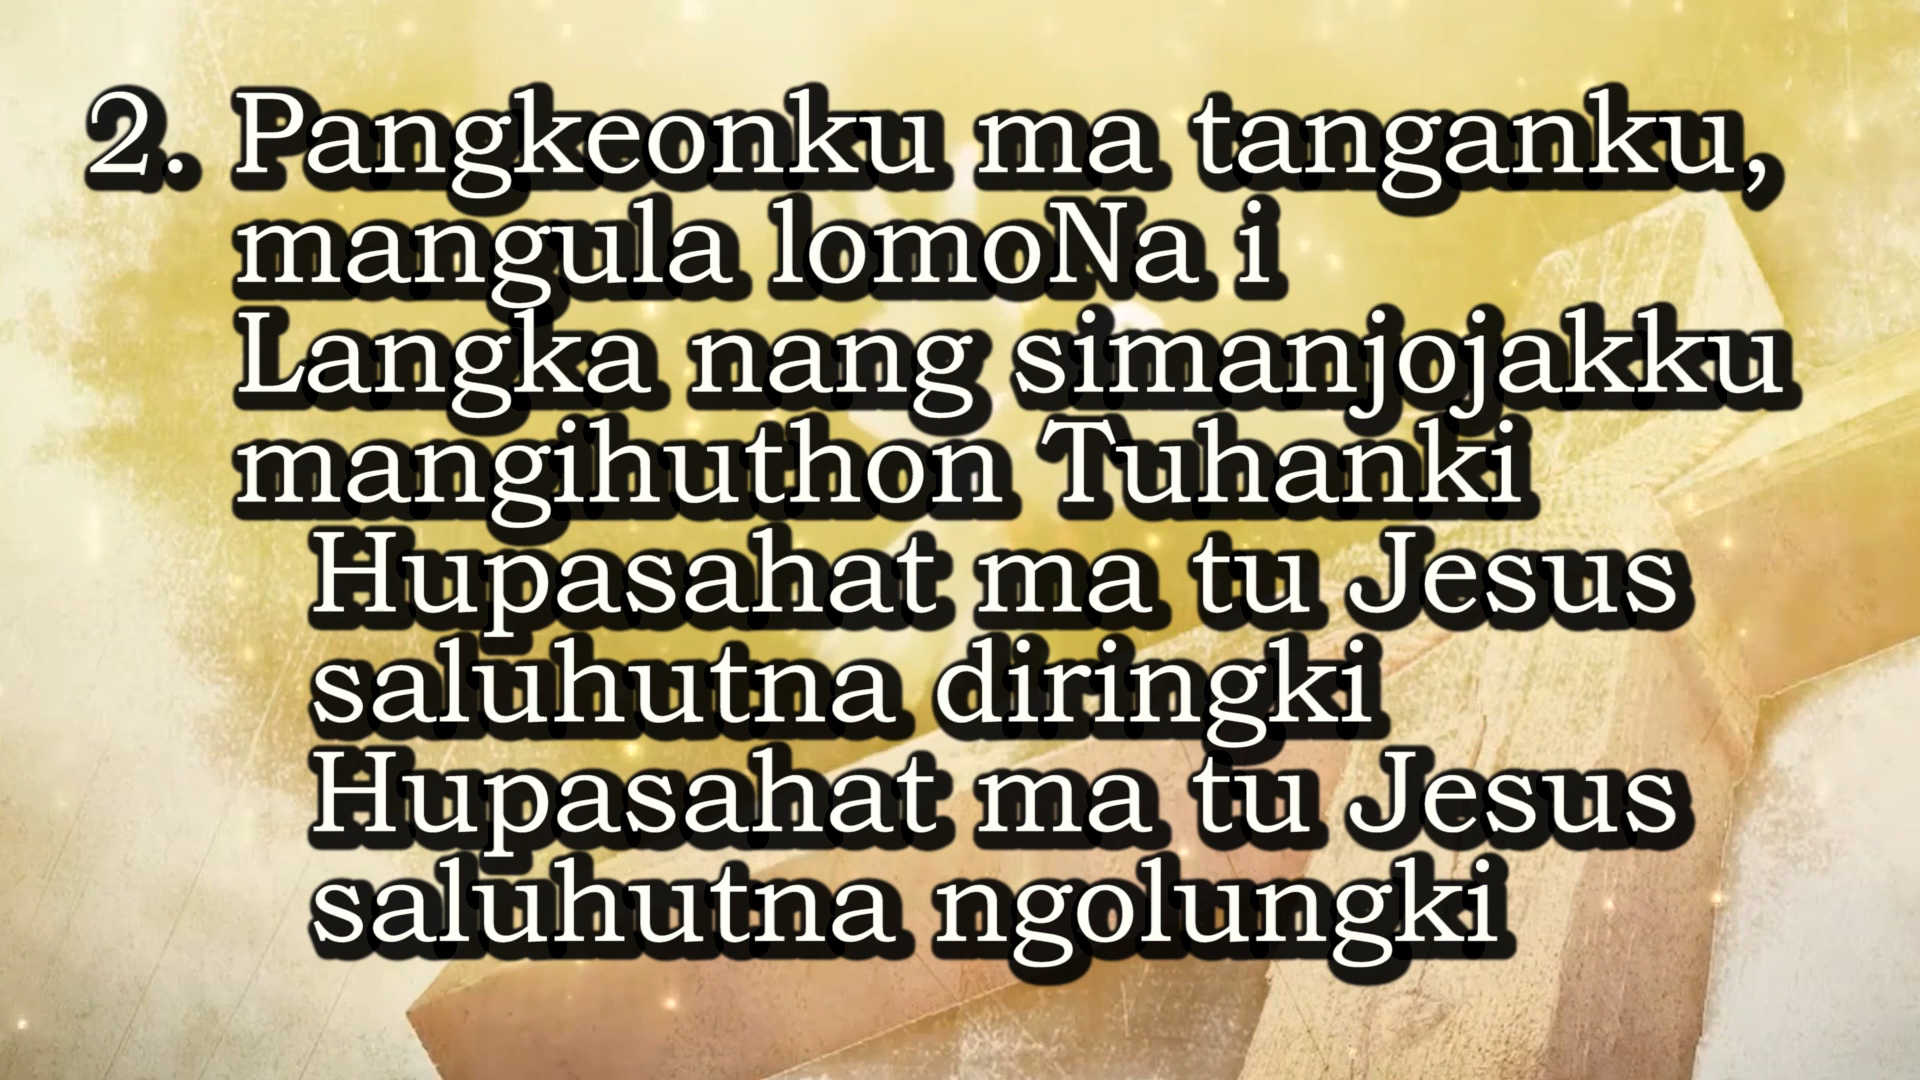 2. Pangkeonku ma tanganku,
mangula lomoNa i
Langka nang simanjojakku
mangihuthon Tuhanki
Hupasahat ma tu Jesus
saluhutna diringki
Hupasahat ma tu Jesus
saluhutna ngolungki